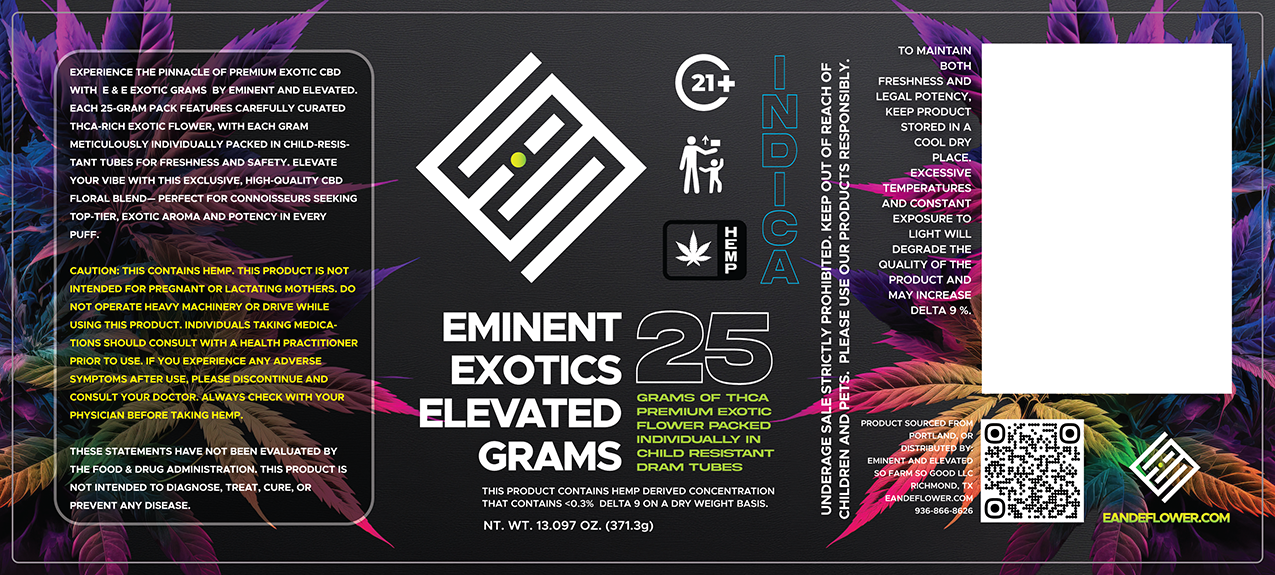 EXPERIENCE THE PINNACLE OF PREMIUM EXOTIC CBD
WITH E & E EXOTIC GRAMS BY EMINENT AND ELEVATED.
EACH 25-GRAM PACK FEATURES CAREFULLY CURATED
THCA-RICH EXOTIC FLOWER, WITH EACH GRAM
METICULOUSLY INDIVIDUALLY PACKED IN CHILD-RESIS-
TANT TUBES FOR FRESHNESS AND SAFETY. ELEVATE
YOUR VIBE WITH THIS EXCLUSIVE, HIGH-QUALITY CBD
FLORAL BLEND— PERFECT FOR CONNOISSEURS SEEKING
TOP-TIER, EXOTIC AROMA AND POTENCY IN EVERY
PUFF.
CAUTION: THIS CONTAINS HEMP. THIS PRODUCT IS NOT
INTENDED FOR PREGNANT OR LACTATING MOTHERS. DO
NOT OPERATE HEAVY MACHINERY OR DRIVE WHILE
USING THIS PRODUCT. INDIVIDUALS TAKING MEDICA-
TIONS SHOULD CONSULT WITH A HEALTH PRACTITIONER
PRIOR TO USE. IF YOU EXPERIENCE ANY ADVERSE
SYMPTOMS AFTER USE, PLEASE DISCONTINUE AND
CONSULT YOUR DOCTOR. ALWAYS CHECK WITH YOUR
PHYSICIAN BEFORE TAKING HEMP.
THESE STATEMENTS HAVE NOT BEEN EVALUATED BY
THE FOOD & DRUG ADMINISTRATION. THIS PRODUCT IS
NOT INTENDED TO DIAGNOSE, TREAT, CURE, OR
PREVENT ANY DISEASE.
21+
HEMP
INDICA
EMINENT
EXOTICS
ELEVATED
GRAMS
25
GRAMS OF THCA
PREMIUM EXOTIC
FLOWER PACKED
INDIVIDUALLY IN
CHILD RESISTANT
DRAM TUBES
THIS PRODUCT CONTAINS HEMP DERIVED CONCENTRATION
THAT CONTAINS <0.3% DELTA 9 ON A DRY WEIGHT BASIS.
NT. WT. 13.097 OZ. (371.3g)
UNDERAGE SALE STRICTLY PROHIBITED. KEEP OUT OF REACH OF
CHILDREN AND PETS. PLEASE USE OUR PRODUCTS RESPONSIBLY.
TO MAINTAIN
BOTH
FRESHNESS AND
LEGAL POTENCY,
KEEP PRODUCT
STORED IN A
COOL DRY
PLACE.
EXCESSIVE
TEMPERATURES
AND CONSTANT
EXPOSURE TO
LIGHT WILL
DEGRADE THE
QUALITY OF THE
PRODUCT AND
MAY INCREASE
DELTA 9 %.
PRODUCT SOURCED FROM
PORTLAND, OR
DISTRIBUTED BY:
EMINENT AND ELEVATED
SO FARM SO GOOD LLC
RICHMOND, TX
EANDEFLOWER.COM
936-866-8626
EANDEFLOWER.COM